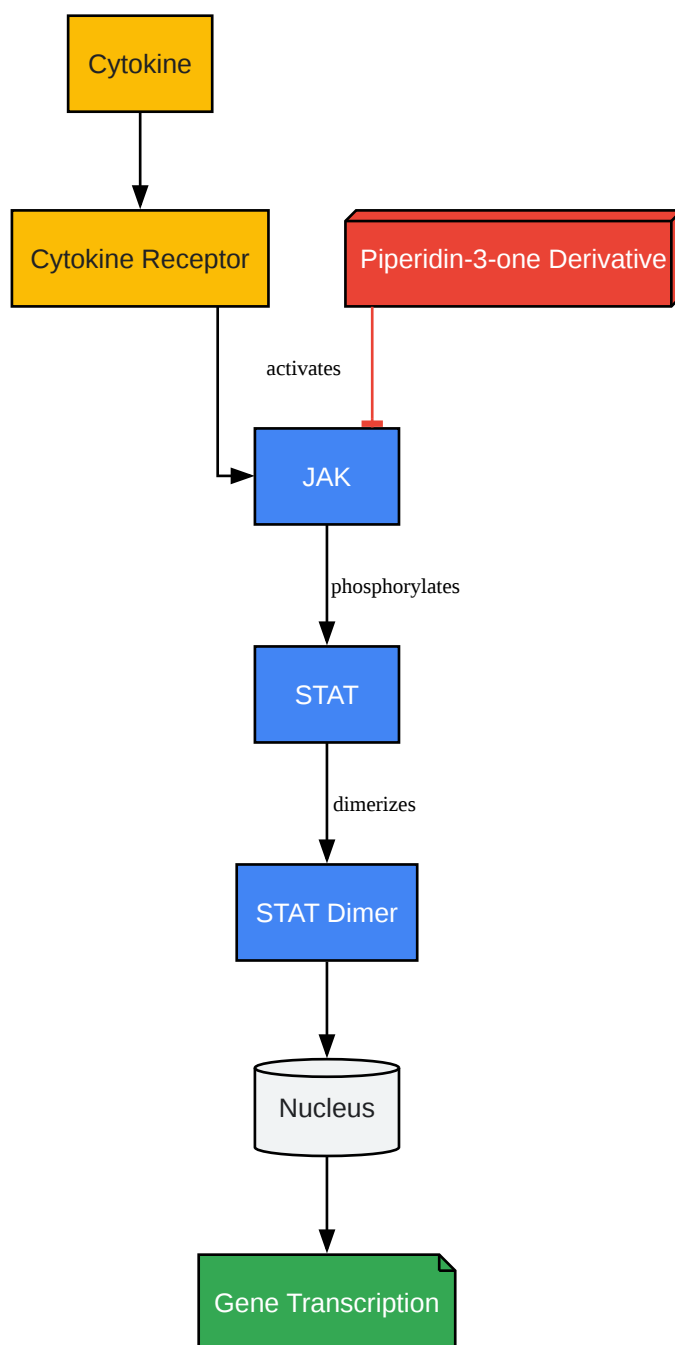 Cytokine
Cytokine Receptor
Piperidin-3-one Derivative
activates
JAK
phosphorylates
STAT
dimerizes
STAT Dimer
Nucleus
Gene Transcription